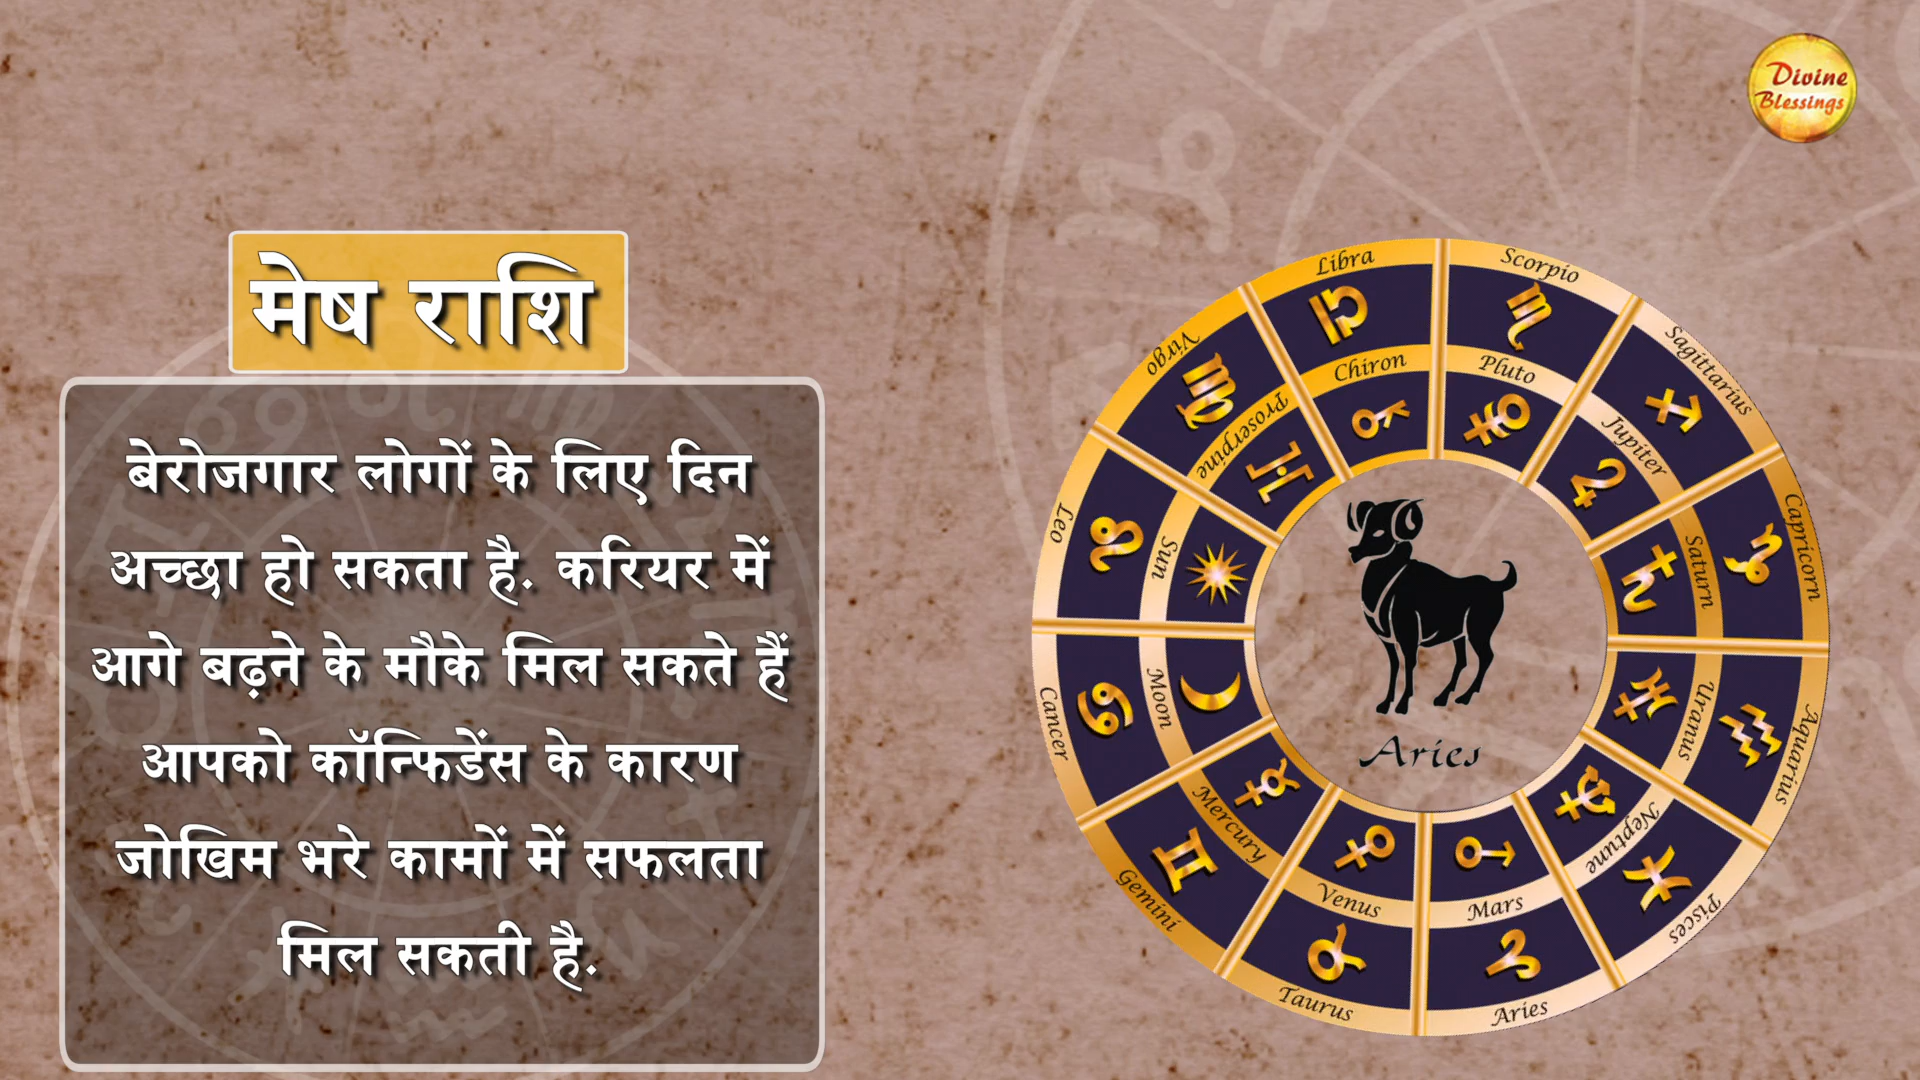 Divine
Blessings
मेष राशि
बेरोजगार लोगों के लिए दिन
अच्छा हो सकता है. करियर में
आगे बढ़ने के मौके मिल सकते हैं
आपको कॉन्फिडेंस के कारण
जोखिम भरे कामों में सफलता
मिल सकती है.
Libra
Scorpio
Sagittarius
Capricorn
Aquarius
Pisces
Aries
Taurus
Gemini
Cancer
Leo
Virgo
Chiron
Pluto
Jupiter
Saturn
Uranus
Neptune
Mars
Venus
Mercury
Moon
Sun
Proserpine
Aries